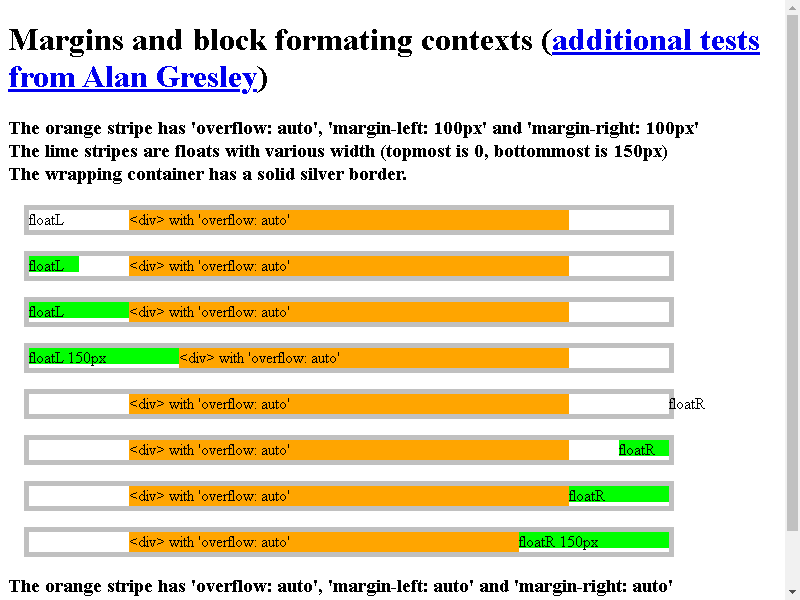 Margins and block formating contexts (additional tests
from Alan Gresley)
The orange stripe has 'overflow: auto', 'margin-left: 100px' and 'margin-right: 100px'
The lime stripes are floats with various width (topmost is 0, bottommost is 150px)
The wrapping container has a solid silver border.
floatL <div> with 'overflow: auto'
floatL <div> with 'overflow: auto'
floatL <div> with 'overflow: auto'
floatL 150px <div> with 'overflow: auto'
<div> with 'overflow: auto' floatR
<div> with 'overflow: auto' floatR
<div> with 'overflow: auto' floatR
<div> with 'overflow: auto' floatR 150px
The orange stripe has 'overflow: auto', 'margin-left: auto' and 'margin-right: auto'